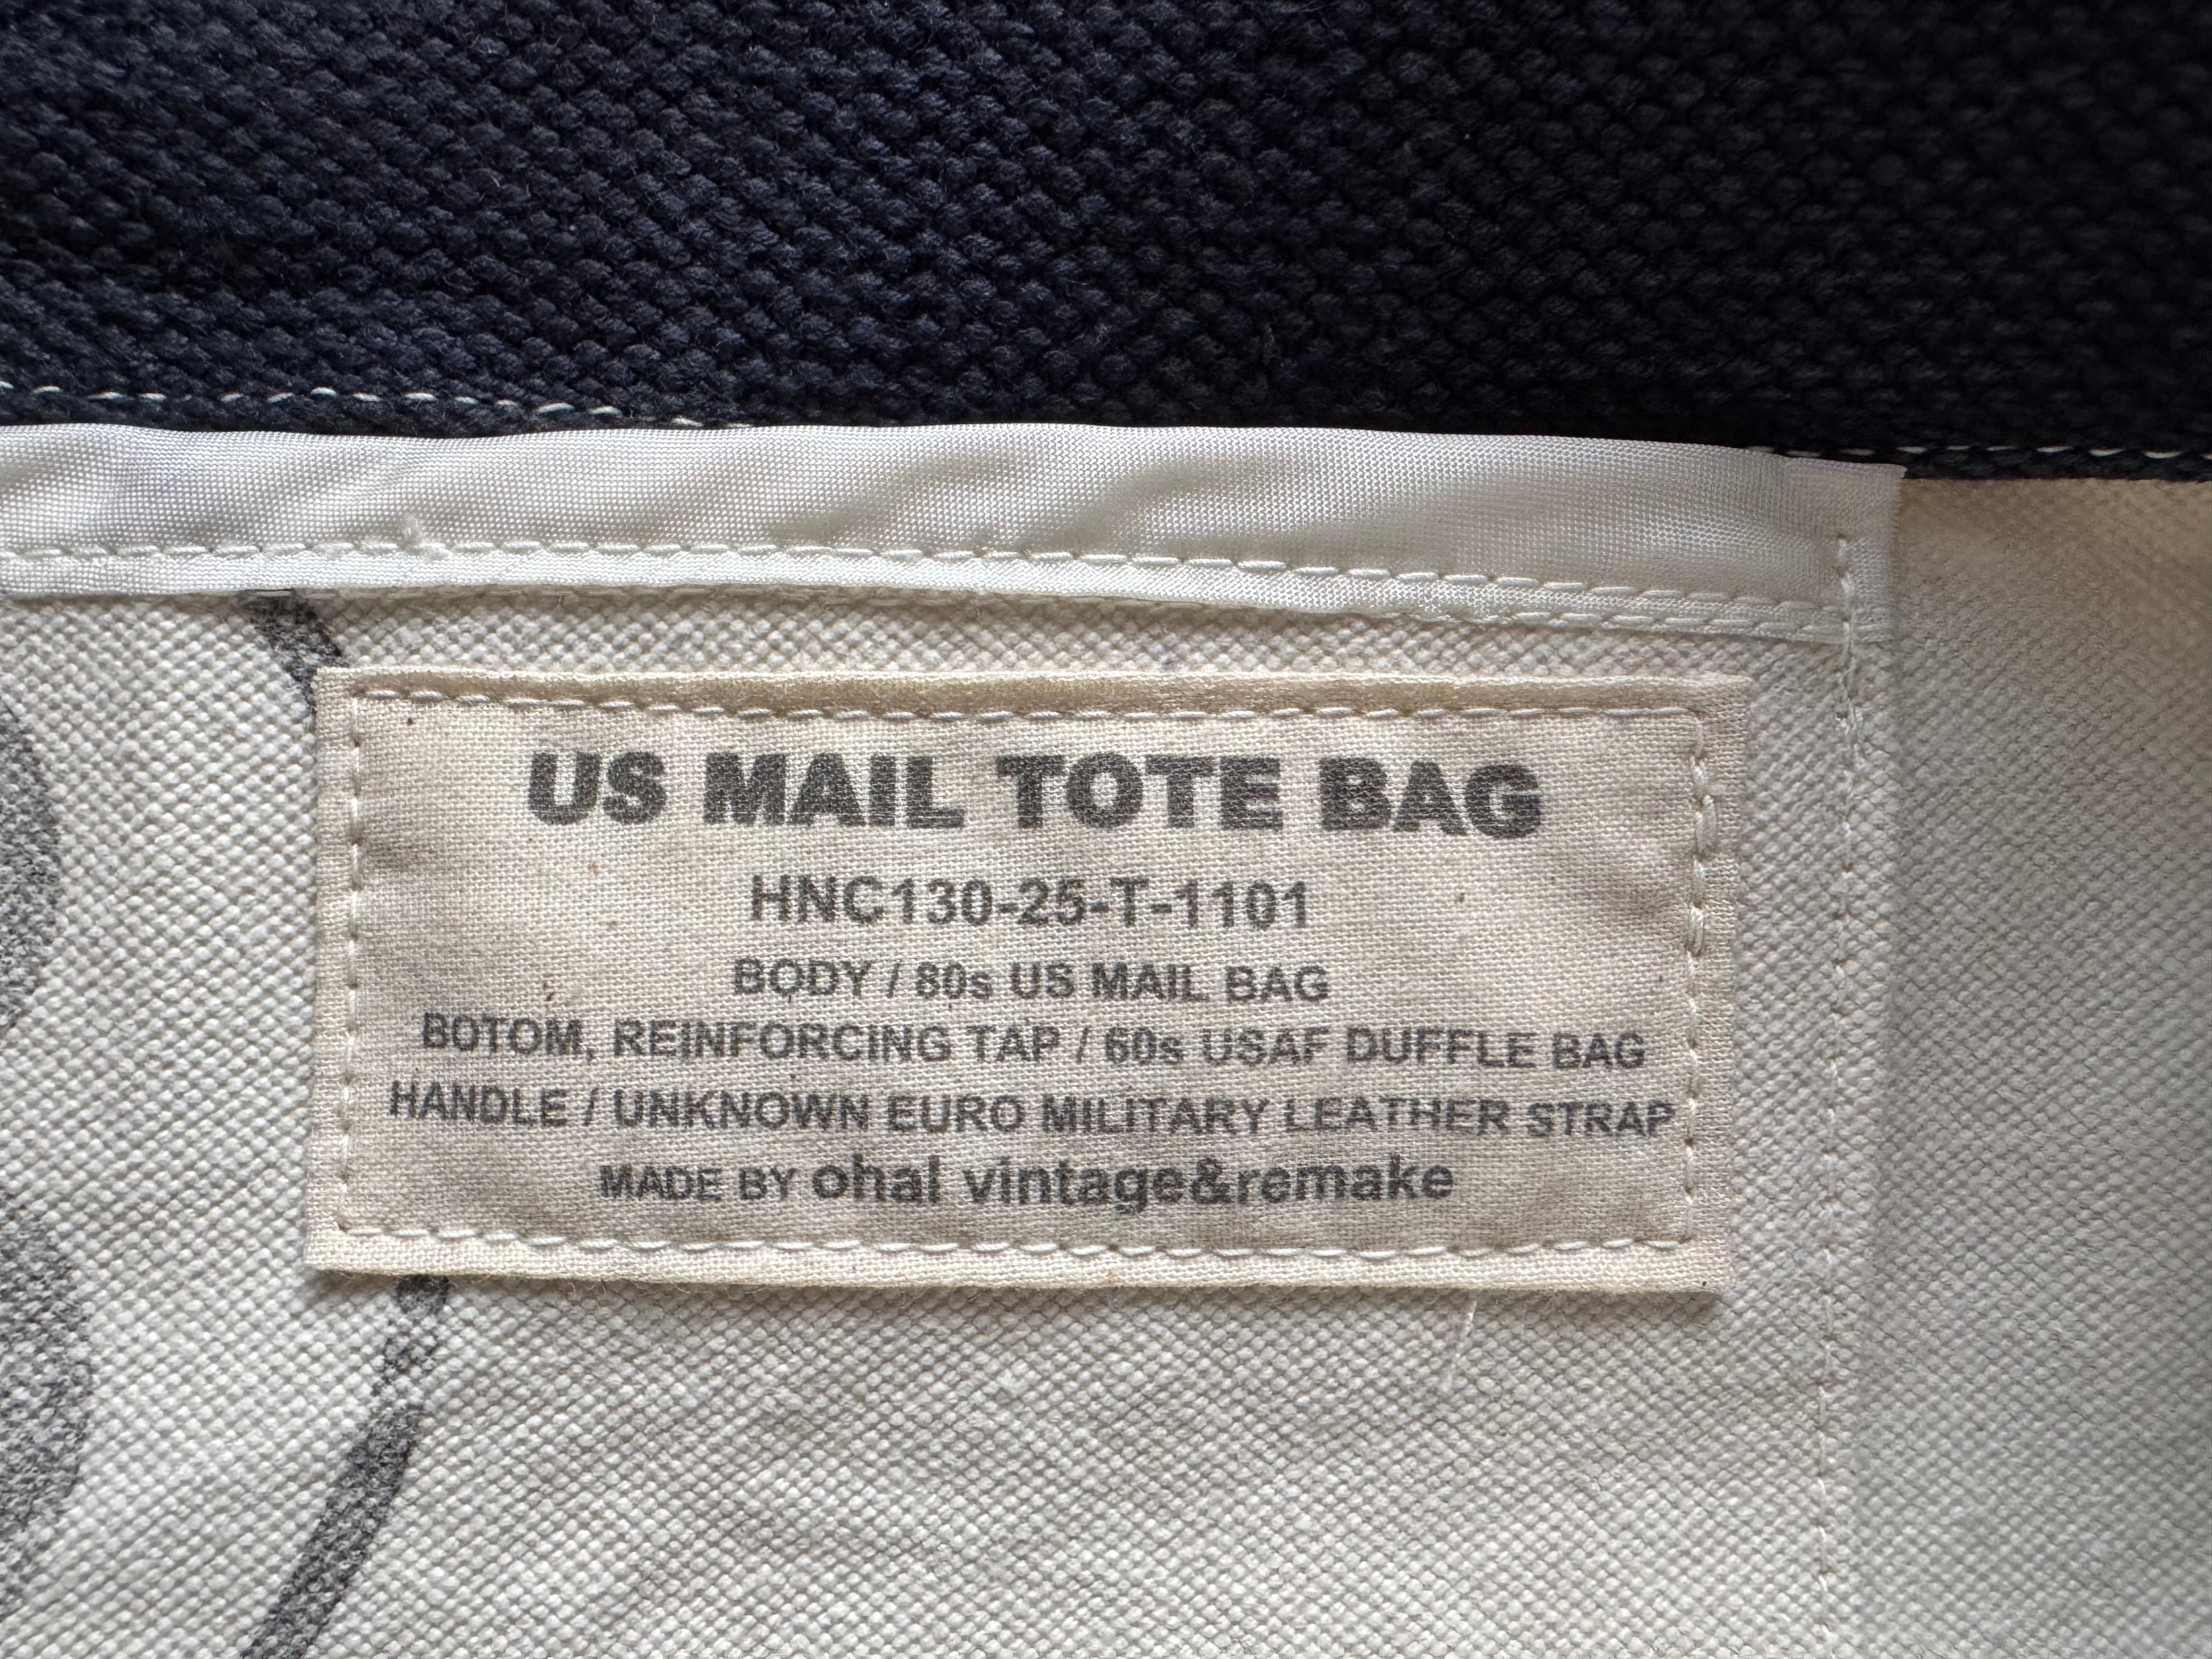 US MAIL TOTE BAG
HNC130-25-T-1101
BODY / 80s US MAIL BAG
BOTOM, REINFORCING TAP / 60s USAF DUFFLE BAG
HANDLE / UNKNOWN EURO MILITARY LEATHER STRAP
MADE BY ohal vintage&remake